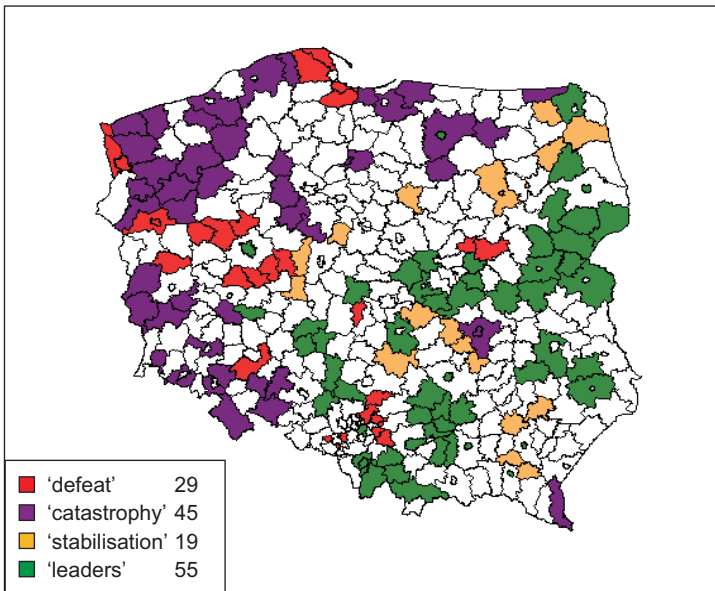 ‘defeat’ 29
‘catastrophy’ 45
‘stabilisation’ 19
‘leaders’ 55